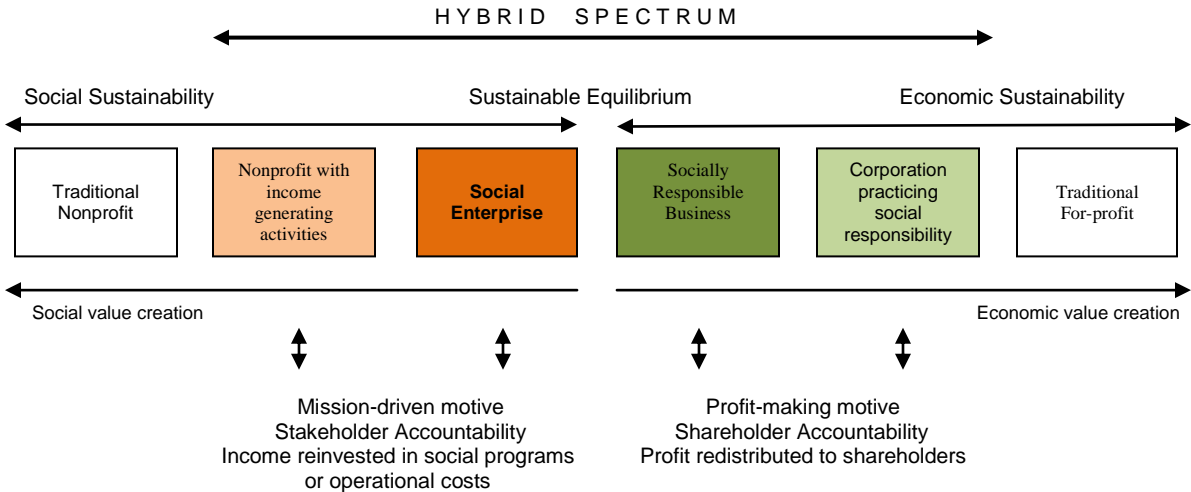 HYBRID SPECTRUM
Social Sustainability
Sustainable Equilibrium
Economic Sustainability
Traditional
Nonprofit
Nonprofit with
income
generating
activities
Social
Enterprise
Socially
Responsible
Business
Corporation
practicing
social
responsibility
Traditional
For-profit
Social value creation
Economic value creation
Mission-driven motive
Stakeholder Accountability
Income reinvested in social programs
or operational costs
Profit-making motive
Shareholder Accountability
Profit redistributed to shareholders